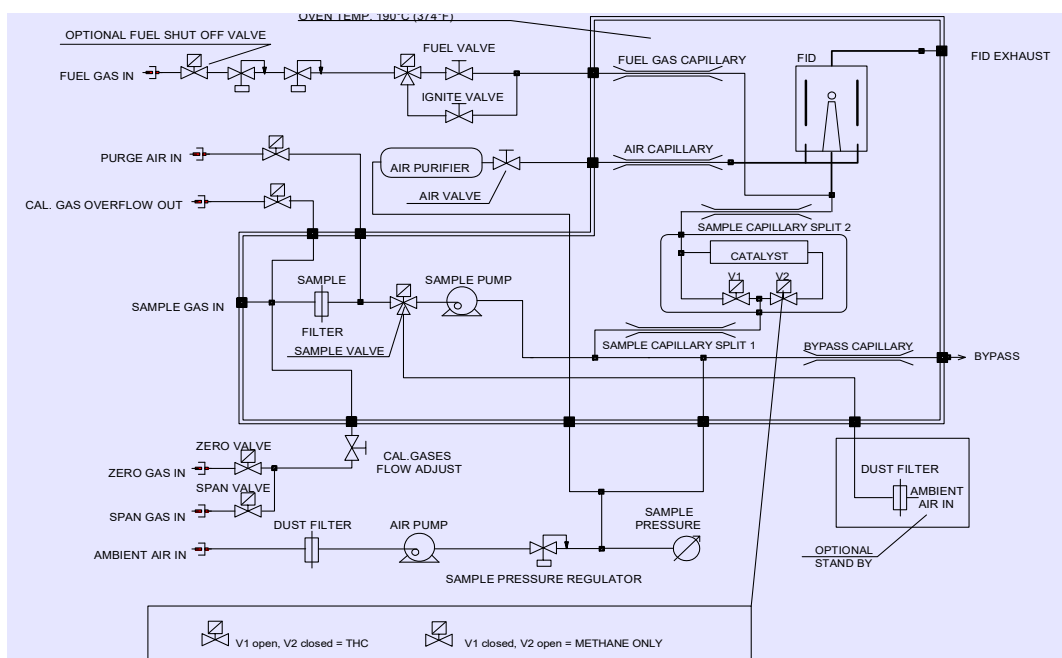 OVEN TEMP. 190°C (374°F)
OPTIONAL FUEL SHUT OFF VALVE
FUEL VALVE
FUEL GAS IN
FUEL GAS CAPILLARY
FID
FID EXHAUST
IGNITE VALVE
PURGE AIR IN
AIR PURIFIER
AIR CAPILLARY
AIR VALVE
CAL. GAS OVERFLOW OUT
SAMPLE CAPILLARY SPLIT 2
CATALYST
V1
V2
SAMPLE
SAMPLE PUMP
SAMPLE GAS IN
FILTER
SAMPLE VALVE
SAMPLE CAPILLARY SPLIT 1
BYPASS CAPILLARY
BYPASS
ZERO VALVE
CAL.GASES
FLOW ADJUST
ZERO GAS IN
SPAN VALVE
SPAN GAS IN
DUST FILTER
AMBIENT
AIR IN
DUST FILTER
AIR PUMP
SAMPLE
PRESSURE
AMBIENT AIR IN
OPTIONAL
STAND BY
SAMPLE PRESSURE REGULATOR
V1 open, V2 closed = THC
V1 closed, V2 open = METHANE ONLY